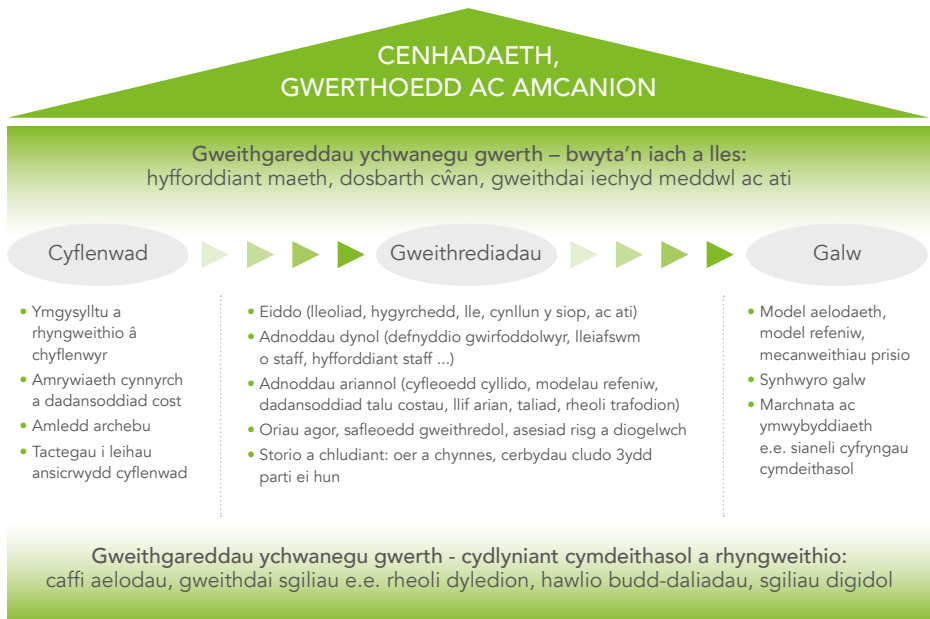 CENHADAETH,
GWERTHOEDD AC AMCANION
Gweithgareddau ychwanegu gwerth – bwyta’n iach a lles:
hyfforddiant maeth, dosbarth cŵan, gweithdai iechyd meddwl ac ati
Cyflenwad
Gweithrediadau
Galw
• Ymgysylltu a
rhyngweithio â
chyflenwyr
• Amrywiaeth cynnyrch
a dadansoddiad cost
• Amledd archebu
• Tactegau i leihau
ansicrwydd cyflenwad
• Eiddo (lleoliad, hygyrchedd, lle, cynllun y siop, ac ati)
• Adnoddau dynol (defnyddio gwirfoddolwyr, lleiafswm
o staff, hyfforddiant staff ...)
• Adnoddau ariannol (cyfleoedd cyllido, modelau refeniw,
dadansoddiad talu costau, llif arian, taliad, rheoli trafodion)
• Oriau agor, safleoedd gweithredol, asesiad risg a diogelwch
• Storio a chludiant: oer a chynnes, cerbydau cludo 3ydd
parti ei hun
• Model aelodaeth,
model refeniw,
mecanweithiau prisio
• Synhwyro galw
• Marchnata ac
ymwybyddiaeth
e.e. sianeli cyfryngau
cymdeithasol
Gweithgareddau ychwanegu gwerth - cydlyniant cymdeithasol a rhyngweithio:
caffi aelodau, gweithdai sgiliau e.e. rheoli dyledion, hawlio budd-daliadau, sgiliau digidol